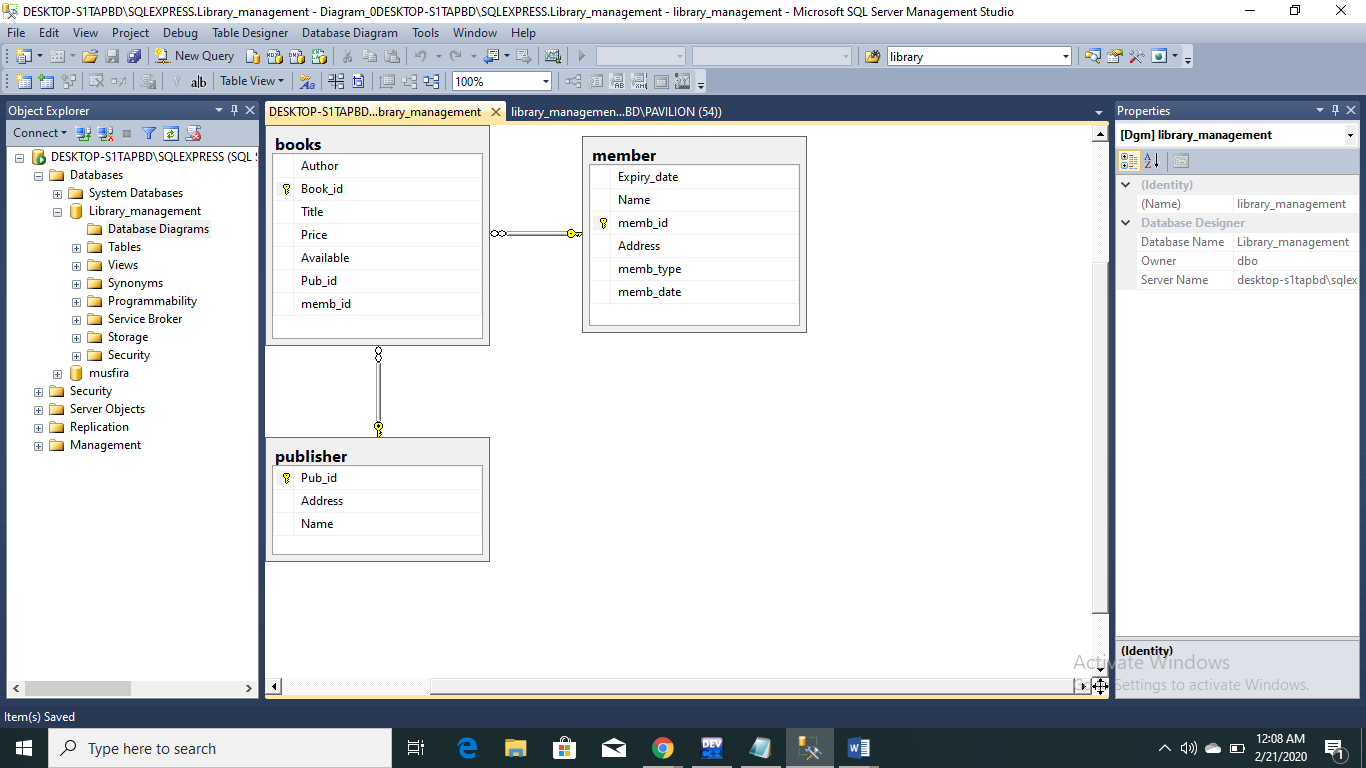 DESKTOP-S1TAPBD\SQLEXPRESS.Library_management - Diagram_0DESKTOP-S1TAPBD\SQLEXPRESS.Library_management - library_management - Microsoft SQL Server Management Studio
File Edit View Project Debug Table Designer Database Diagram Tools Window Help
New Query
library
Table View
100%
Object Explorer
Connect
DESKTOP-S1TAPBD\SQLEXPRESS (SQL
Databases
System Databases
Library_management
Database Diagrams
Tables
Views
Synonyms
Programmability
Service Broker
Storage
Security
musfira
Security
Server Objects
Replication
Management
DESKTOP-S1TAPBD...brary_management
library_managemen...BD\PAVILION (54))
books
Author
Book_id
Title
Price
Available
Pub_id
memb_id
member
Expiry_date
Name
memb_id
Address
memb_type
memb_date
publisher
Pub_id
Address
Name
Properties
[Dgm] library_management
(Identity)
(Name) library_management
Database Designer
Database Name Library_management
Owner dbo
Server Name desktop-s1tapbd\sqlex
(Identity)
Activate Windows
Settings to activate Windows.
Item(s) Saved
Type here to search
DEV
12:08 AM
2/21/2020
1